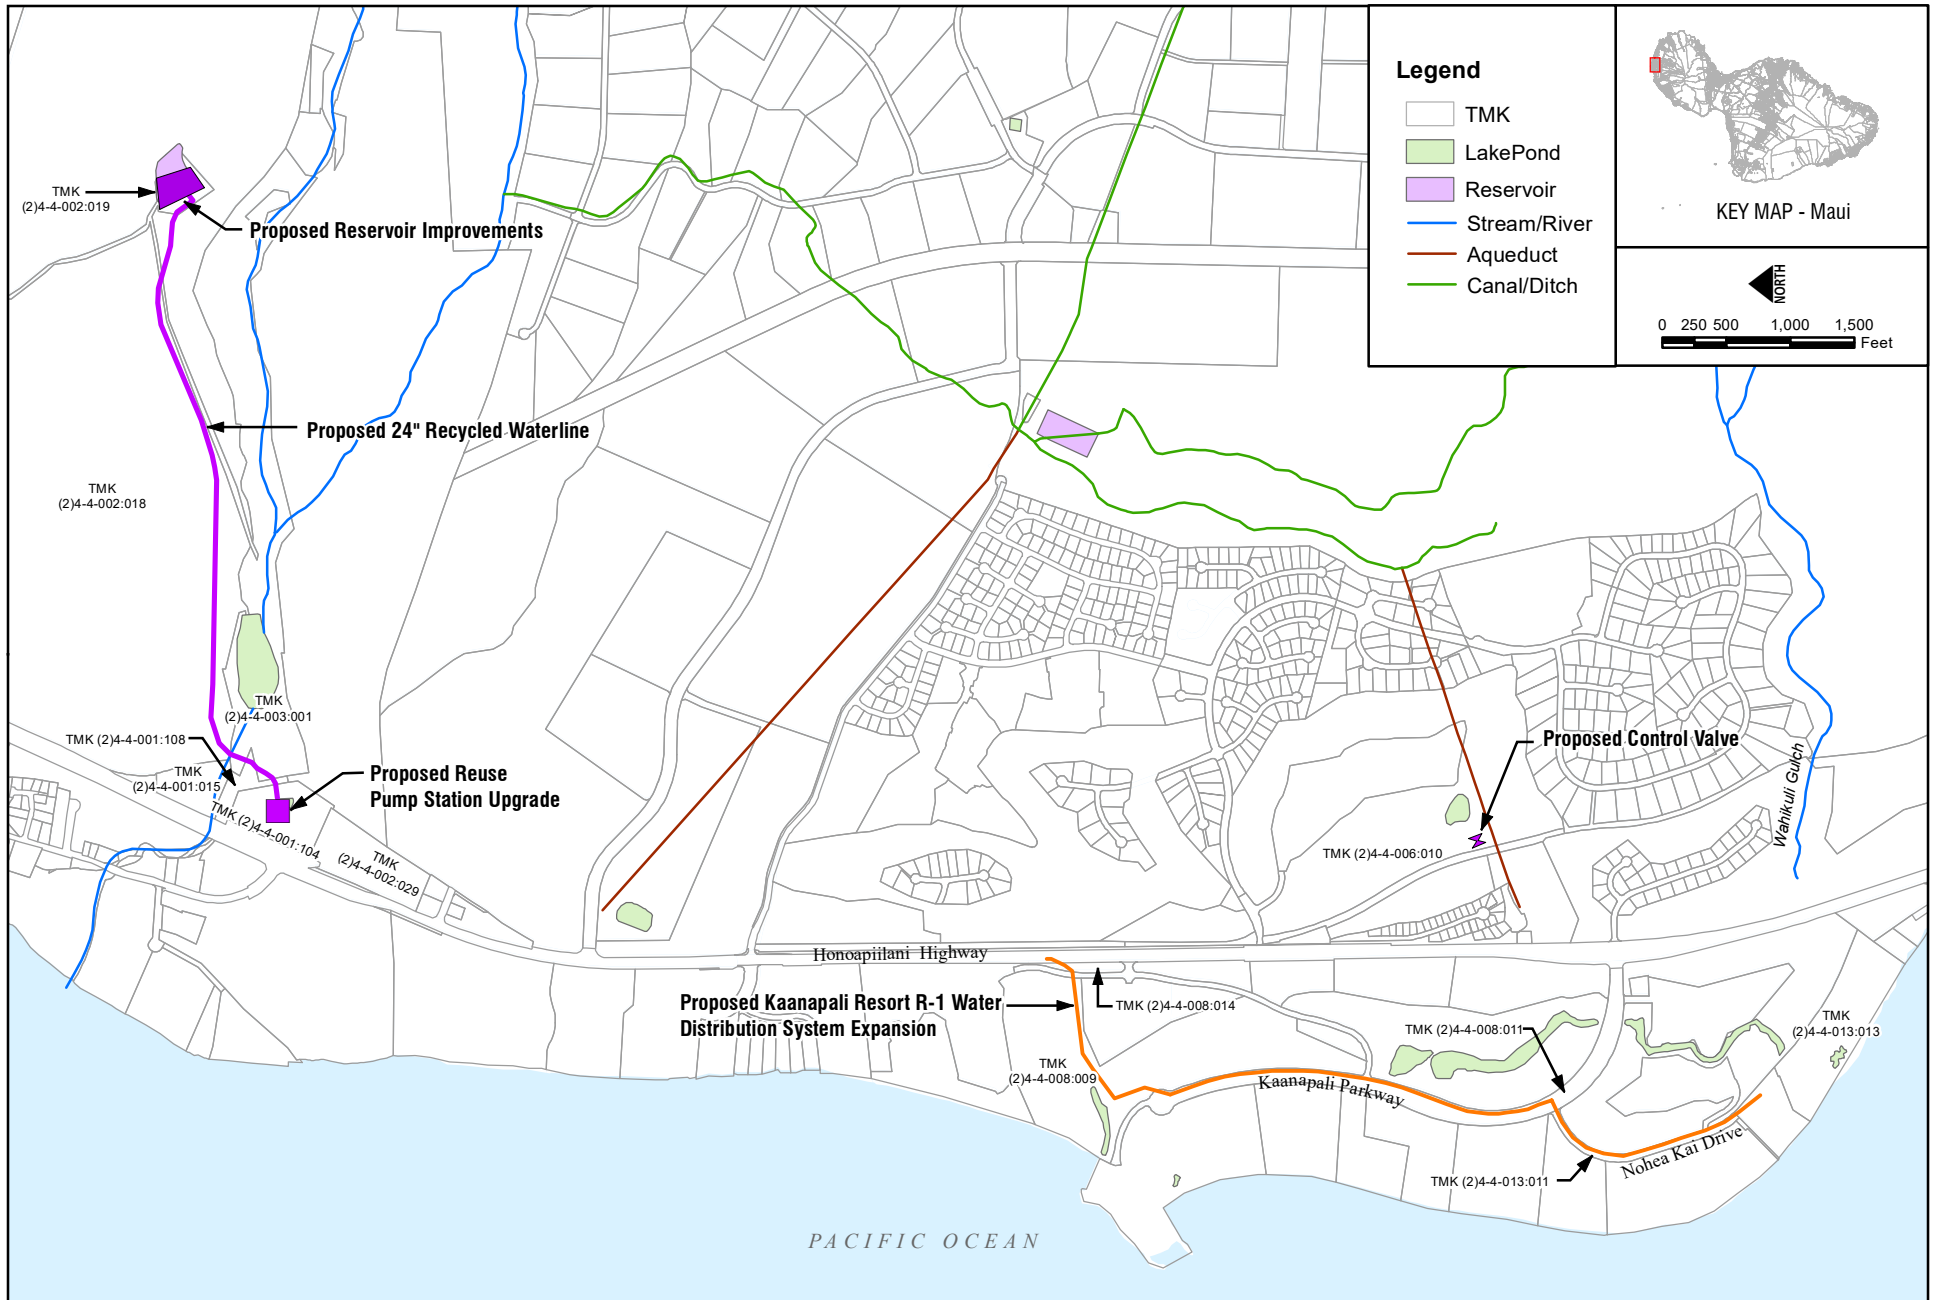 Legend
TMK
LakePond
Reservoir
Stream/River
Aqueduct
Canal/Ditch
KEY MAP - Maui
NORTH
0 250 500 1,000 1,500
Feet
TMK
(2)4-4-002:019
Proposed Reservoir Improvements
Proposed 24" Recycled Waterline
TMK
(2)4-4-002:018
TMK
(2)4-4-003:001
TMK (2)4-4-001:108
TMK
(2)4-4-001:015
Proposed Reuse
Pump Station Upgrade
TMK (2)4-4-001:104
TMK
(2)4-4-002:029
Proposed Control Valve
Wahikuli Gulch
TMK (2)4-4-006:010
Honoapiilani Highway
Proposed Kaanapali Resort R-1 Water
Distribution System Expansion
TMK (2)4-4-008:014
TMK (2)4-4-008:011
TMK
(2)4-4-013:013
TMK
(2)4-4-008:009
Kaanapali Parkway
Nohea Kai Drive
TMK (2)4-4-013:011
PACIFIC OCEAN